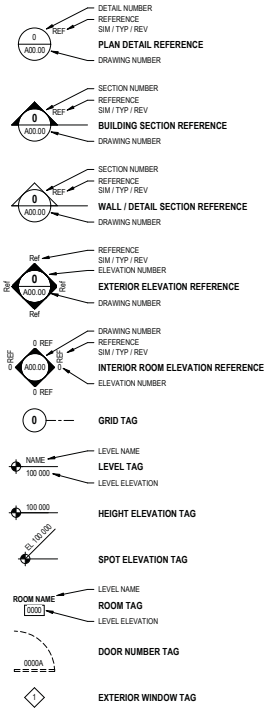 DETAIL NUMBER
0
REF
REFERENCE
SIM / TYP / REV
A00.00
PLAN DETAIL REFERENCE
DRAWING NUMBER
SECTION NUMBER
0
REF
REFERENCE
SIM / TYP / REV
A00.00
BUILDING SECTION REFERENCE
DRAWING NUMBER
SECTION NUMBER
0
REF
REFERENCE
SIM / TYP / REV
A00.00
WALL / DETAIL SECTION REFERENCE
DRAWING NUMBER
Ref
REFERENCE
SIM / TYP / REV
0
ELEVATION NUMBER
Ref
A00.00
Ref
EXTERIOR ELEVATION REFERENCE
DRAWING NUMBER
Ref
DRAWING NUMBER
0 REF
REFERENCE
SIM / TYP / REV
0 REF
A00.00
0 REF
INTERIOR ROOM ELEVATION REFERENCE
ELEVATION NUMBER
0 REF
0
GRID TAG
LEVEL NAME
NAME
LEVEL TAG
100 000
LEVEL ELEVATION
100 000
HEIGHT ELEVATION TAG
EL 100 000
SPOT ELEVATION TAG
LEVEL NAME
ROOM NAME
ROOM TAG
0000
LEVEL ELEVATION
DOOR NUMBER TAG
0000A
1
EXTERIOR WINDOW TAG